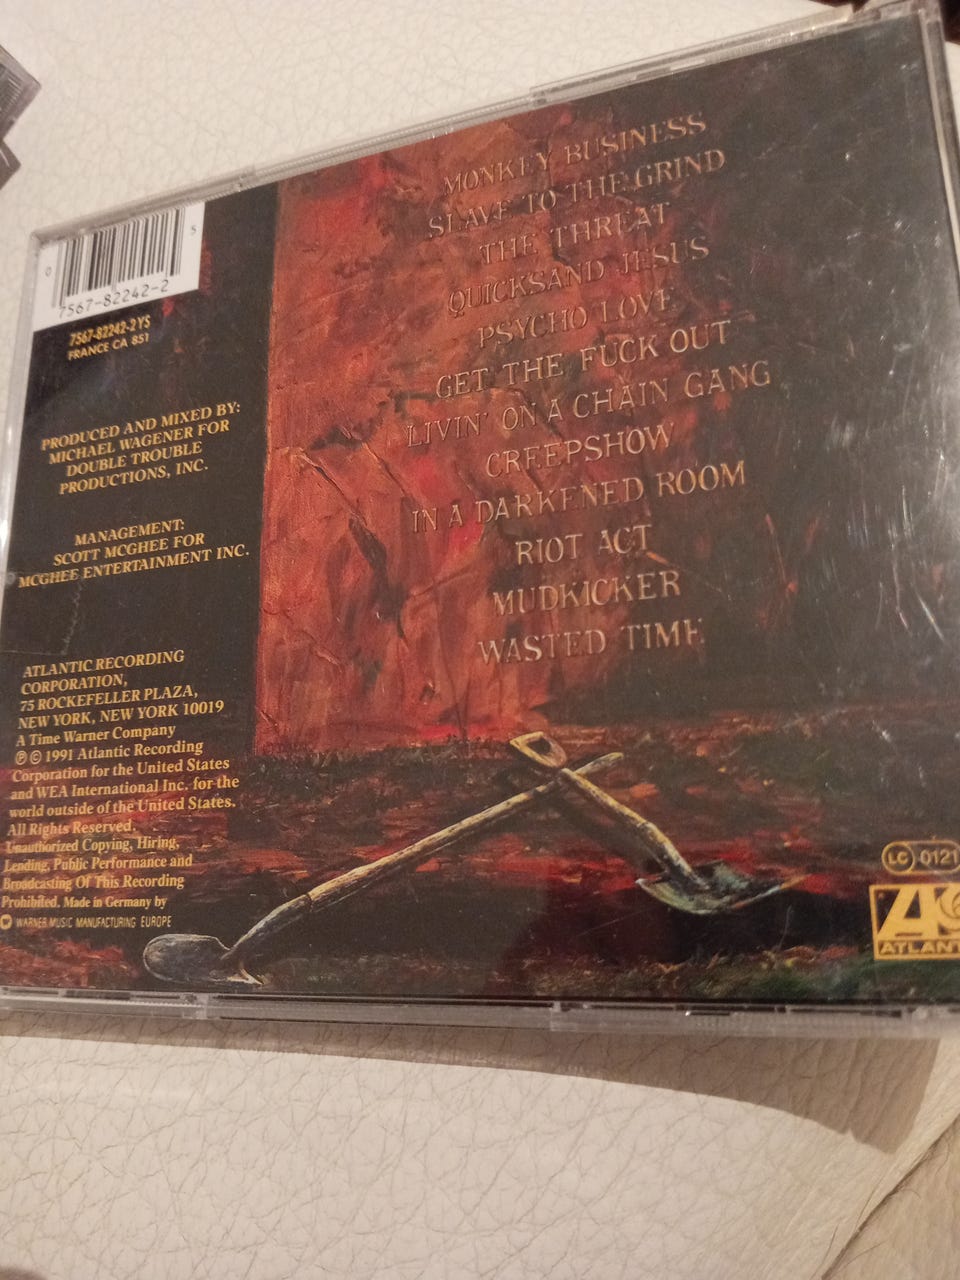 MONKEY BUSINESS
SLAVE TO THE GRIND
THE THREAT
QUICKSAND JESUS
PSYCHO LOVE
GET THE FUCK OUT
LIVIN' ON A CHAIN GANG
CREEPSHOW
IN A DARKENED ROOM
RIOT ACT
MUDKICKER
WASTED TIME
0 5
7567-82242-2
7567-82242-2 YS
FRANCE CA 851
PRODUCED AND MIXED BY:
MICHAEL WAGENER FOR
DOUBLE TROUBLE
PRODUCTIONS, INC.
MANAGEMENT:
SCOTT MCGHEE FOR
MCGHEE ENTERTAINMENT INC.
ATLANTIC RECORDING
CORPORATION,
75 ROCKEFELLER PLAZA,
NEW YORK, NEW YORK 10019
A Time Warner Company
℗ © 1991 Atlantic Recording
Corporation for the United States
and WEA International Inc. for the
world outside of the United States.
All Rights Reserved.
Unauthorized Copying, Hiring,
Lending, Public Performance and
Broadcasting Of This Recording
Prohibited. Made in Germany by
WARNER MUSIC MANUFACTURING EUROPE
LC 0121
ATLANT